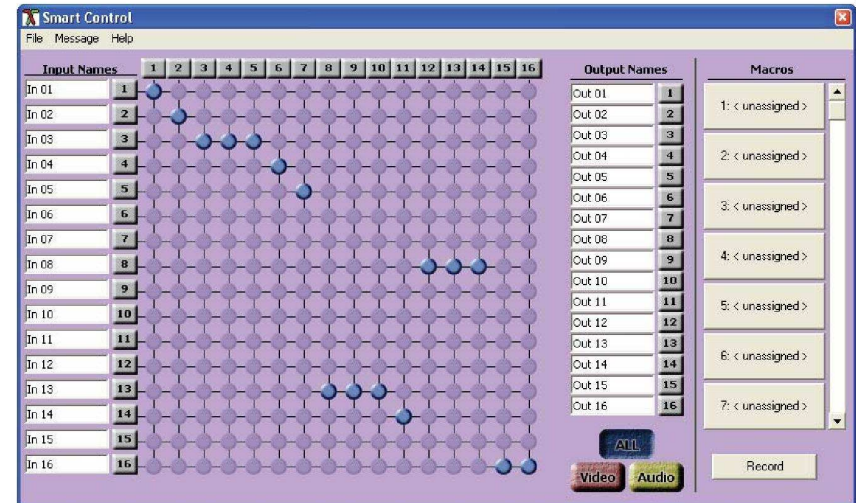 Smart Control
File Message Help
Input Names 1 2 3 4 5 6 7 8 9 10 11 12 13 14 15 16
In 01 1
In 02 2
In 03 3
In 04 4
In 05 5
In 06 6
In 07 7
In 08 8
In 09 9
In 10 10
In 11 11
In 12 12
In 13 13
In 14 14
In 15 15
In 16 16
Output Names
Out 01 1
Out 02 2
Out 03 3
Out 04 4
Out 05 5
Out 06 6
Out 07 7
Out 08 8
Out 09 9
Out 10 10
Out 11 11
Out 12 12
Out 13 13
Out 14 14
Out 15 15
Out 16 16
ALL
Video Audio
Macros
1: < unassigned >
2: < unassigned >
3: < unassigned >
4: < unassigned >
5: < unassigned >
6: < unassigned >
7: < unassigned >
Record